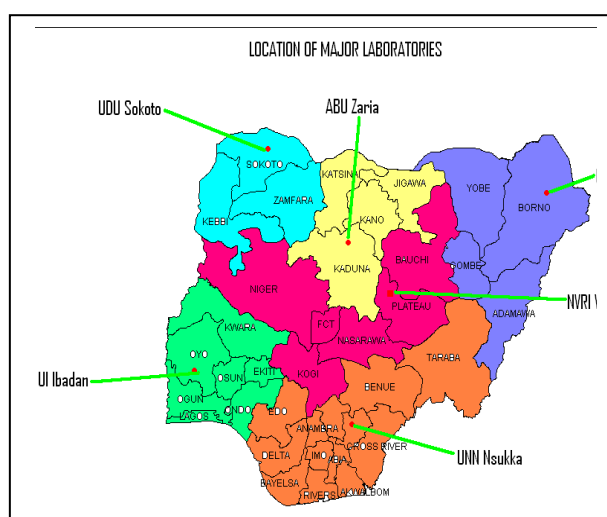 LOCATION OF MAJOR LABORATORIES
UDU Sokoto
ABU Zaria
SOKOTO
KATSINA
JIGAWA
YOBE
BORNO
ZAMFARA
KANO
KEBBI
KADUNA
BAUCHI
GOMBE
NIGER
PLATEAU
NVRI
ADAMAWA
FCT
KWARA
NASARAWA
TARABA
OYO
OSUN
EKITI
KOGI
BENUE
UI Ibadan
OGUN
ONDO
EDO
LAGOS
ANAMBRA
CROSS RIVER
UNN Nsukka
DELTA
IMO
ABIA
BAYELSA
RIVERS
AKWAIBOM